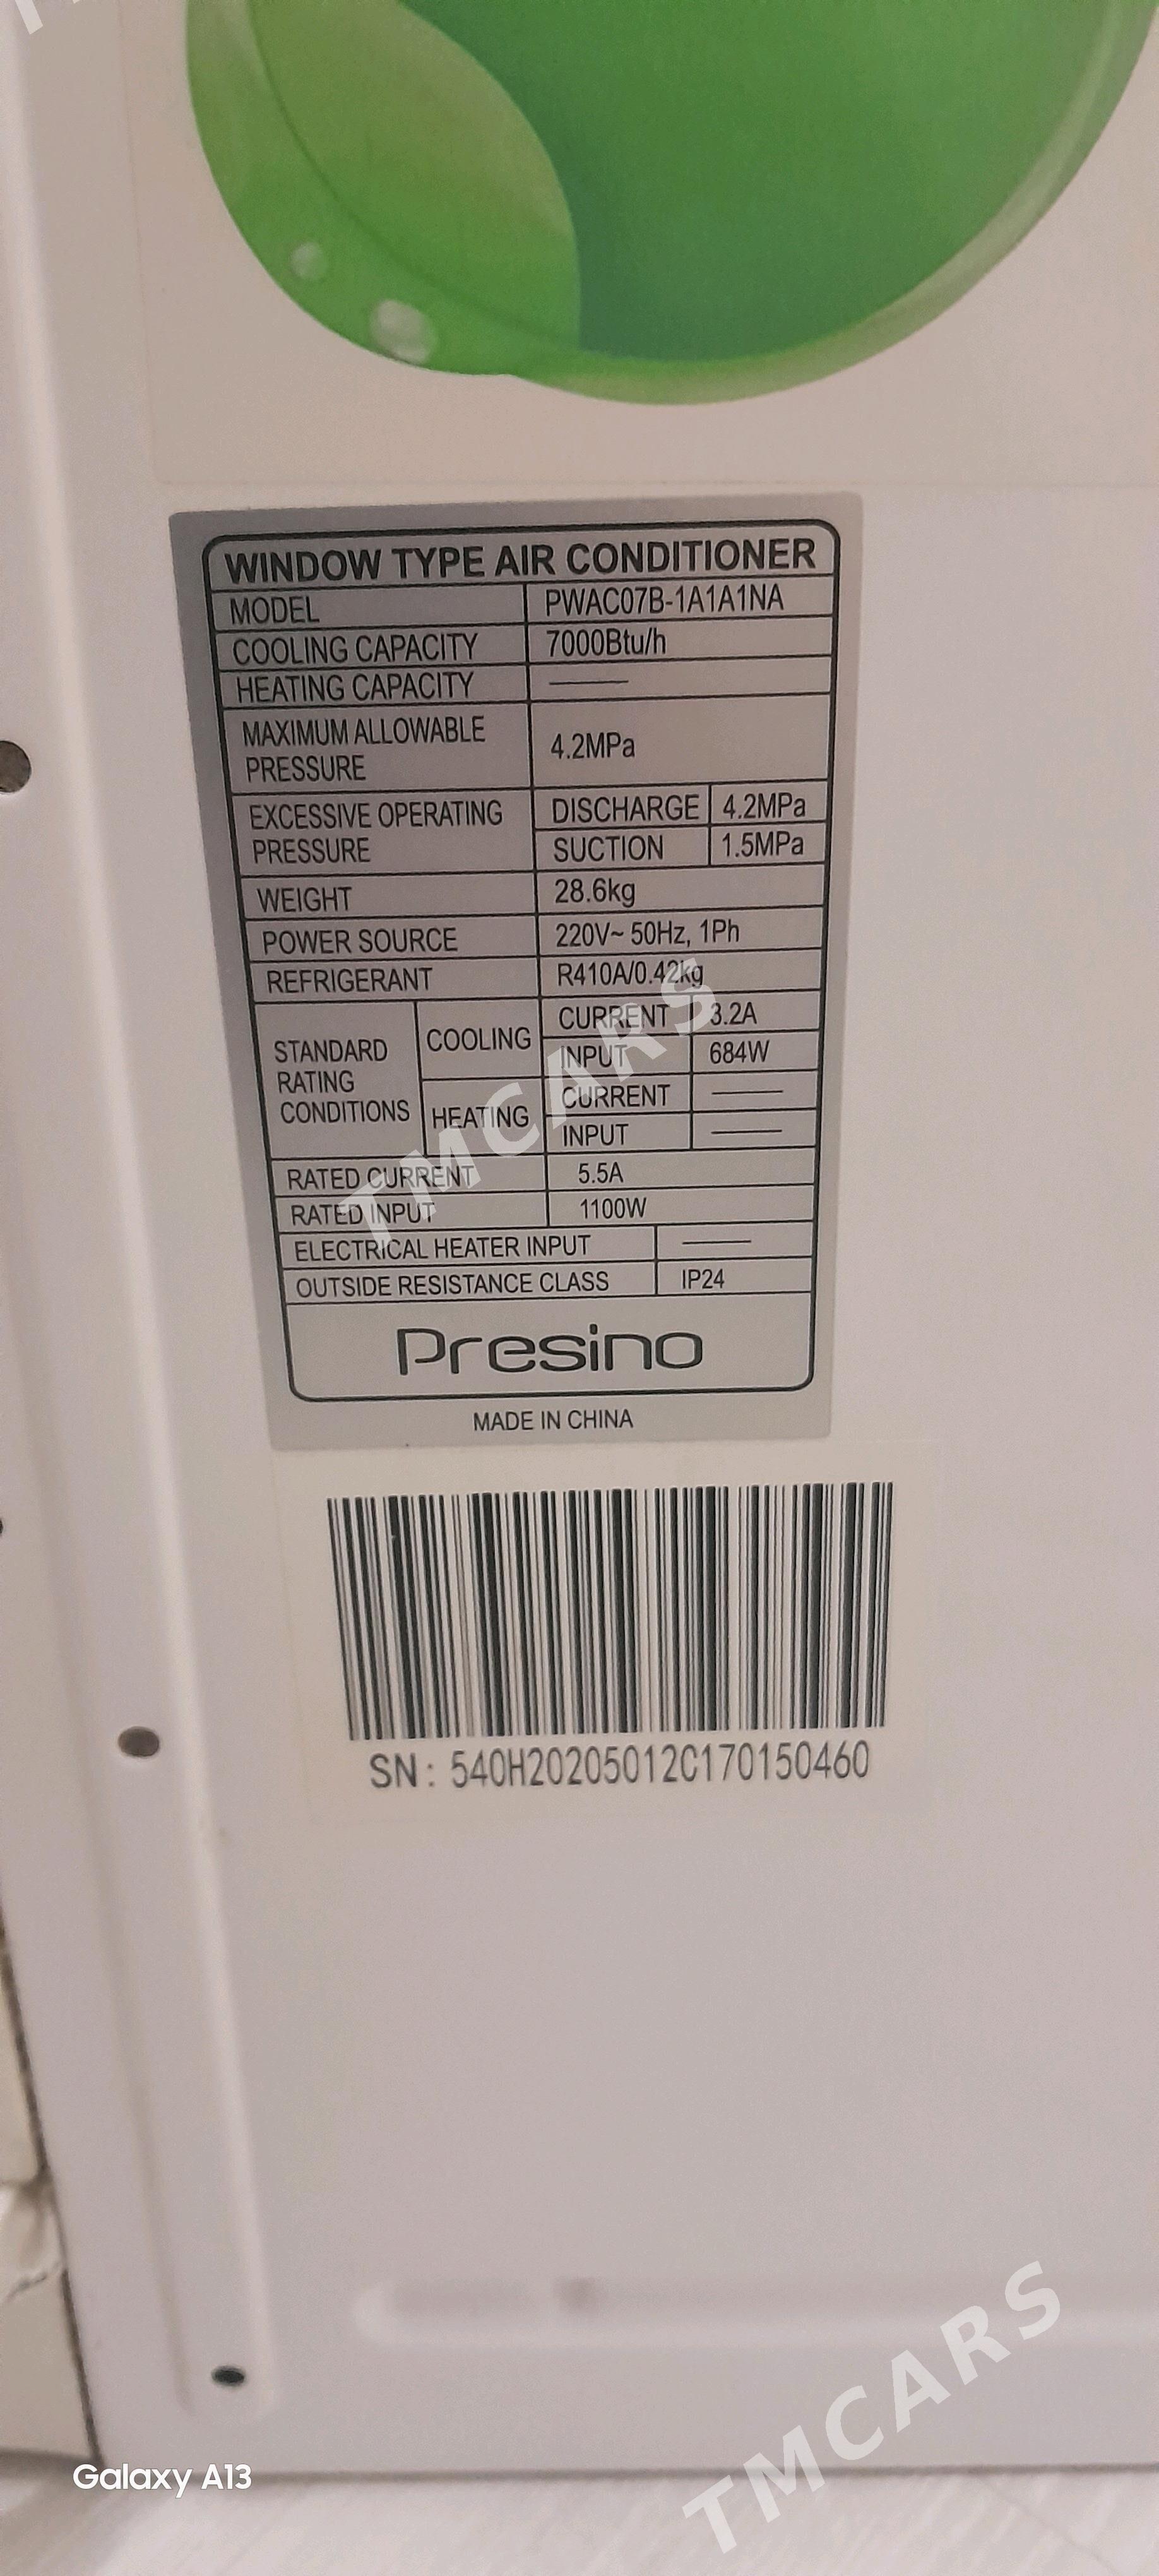 WINDOW TYPE AIR CONDITIONER
MODEL PWAC07B-1A1A1NA
COOLING CAPACITY 7000Btu/h
HEATING CAPACITY ——
MAXIMUM ALLOWABLE PRESSURE 4.2MPa
EXCESSIVE OPERATING PRESSURE DISCHARGE 4.2MPa
SUCTION 1.5MPa
WEIGHT 28.6kg
POWER SOURCE 220V~ 50Hz, 1Ph
REFRIGERANT R410A/0.42kg
STANDARD RATING CONDITIONS COOLING CURRENT 3.2A
INPUT 684W
HEATING CURRENT ——
INPUT ——
RATED CURRENT 5.5A
RATED INPUT 1100W
ELECTRICAL HEATER INPUT ——
OUTSIDE RESISTANCE CLASS IP24
Presino
MADE IN CHINA
SN: 540H20205012C170150460
TMCARS
TMCARS
Galaxy A13